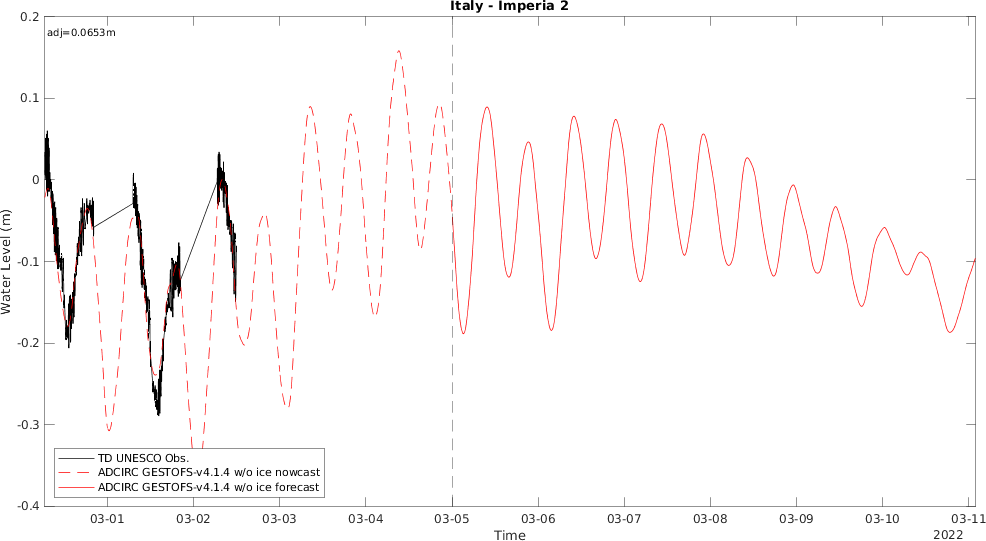 Italy - Imperia 2
adj=0.0653m
0.2
0.1
0
-0.1
-0.2
-0.3
-0.4
Water Level (m)
TD UNESCO Obs.
ADCIRC GESTOFS-v4.1.4 w/o ice nowcast
ADCIRC GESTOFS-v4.1.4 w/o ice forecast
03-01 03-02 03-03 03-04 03-05 03-06 03-07 03-08 03-09 03-10 03-11
Time
2022